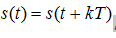 s(t) = s(t + kT)